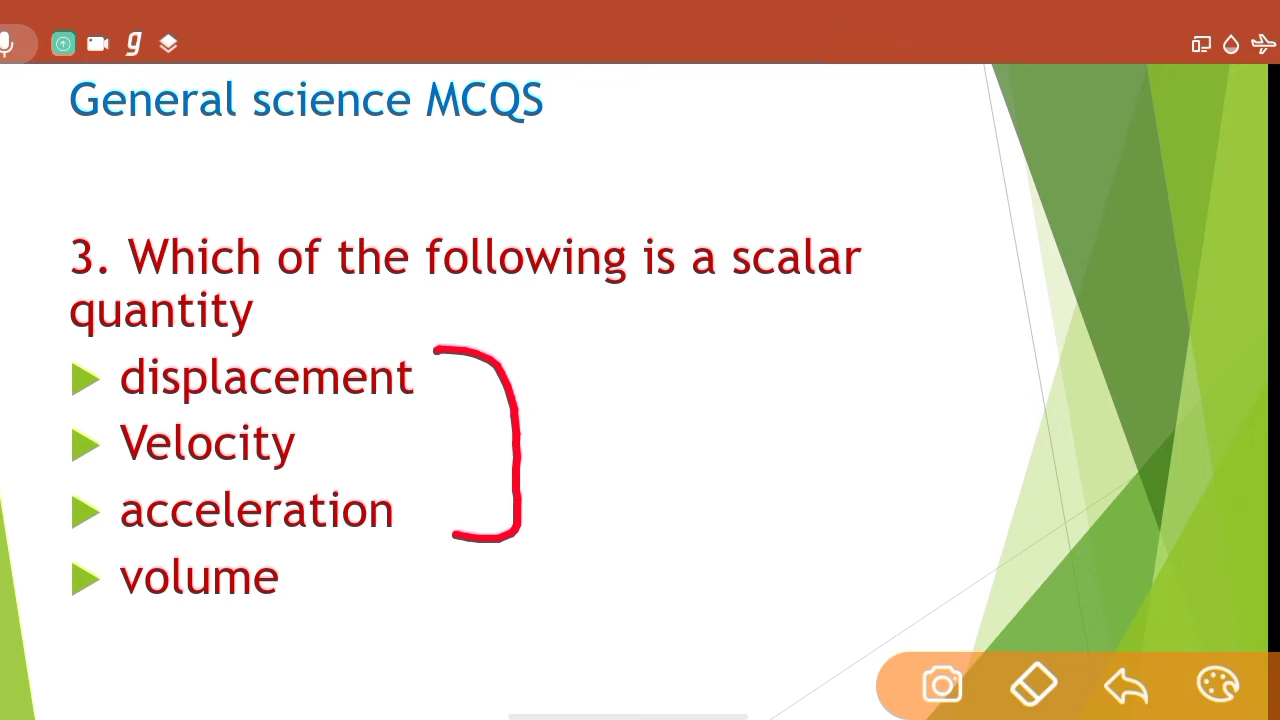 General science MCQS
3. Which of the following is a scalar
quantity
displacement
Velocity
acceleration
volume